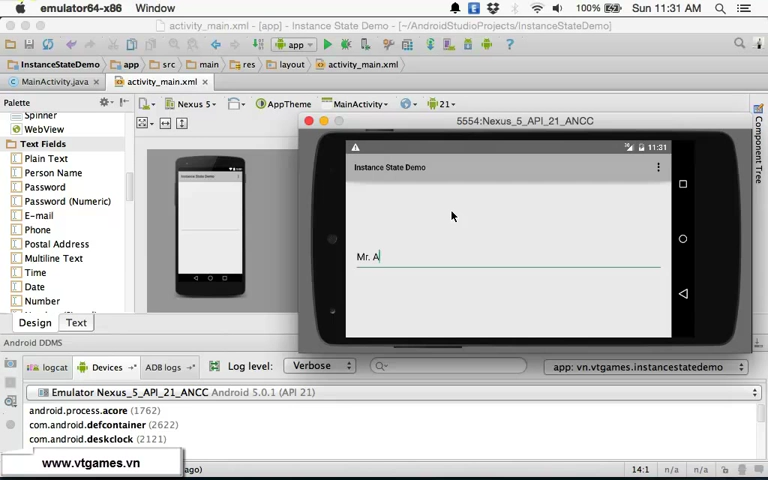 emulator64-x86 Window 100% Sun 11:31 AM
activity_main.xml - [app] - Instance State Demo - [~/AndroidStudioProjects/InstanceStateDemo]
app
InstanceStateDemo app src main res layout activity_main.xml
MainActivity.java activity_main.xml
Palette Nexus 5 AppTheme MainActivity 21
Spinner
WebView
Text Fields
Plain Text
Person Name
Password
Password (Numeric)
E-mail
Phone
Postal Address
Multiline Text
Time
Date
Number
Design Text
Component Tree
5554:Nexus_5_API_21_ANCC
11:31
Instance State Demo
Mr. A
Android DDMS
logcat Devices ADB logs Log level: Verbose app: vn.vtgames.instancestatedemo
Emulator Nexus_5_API_21_ANCC Android 5.0.1 (API 21)
android.process.acore (1762)
com.android.defcontainer (2622)
com.android.deskclock (2121)
www.vtgames.vn
ago) 14:1 n/a n/a